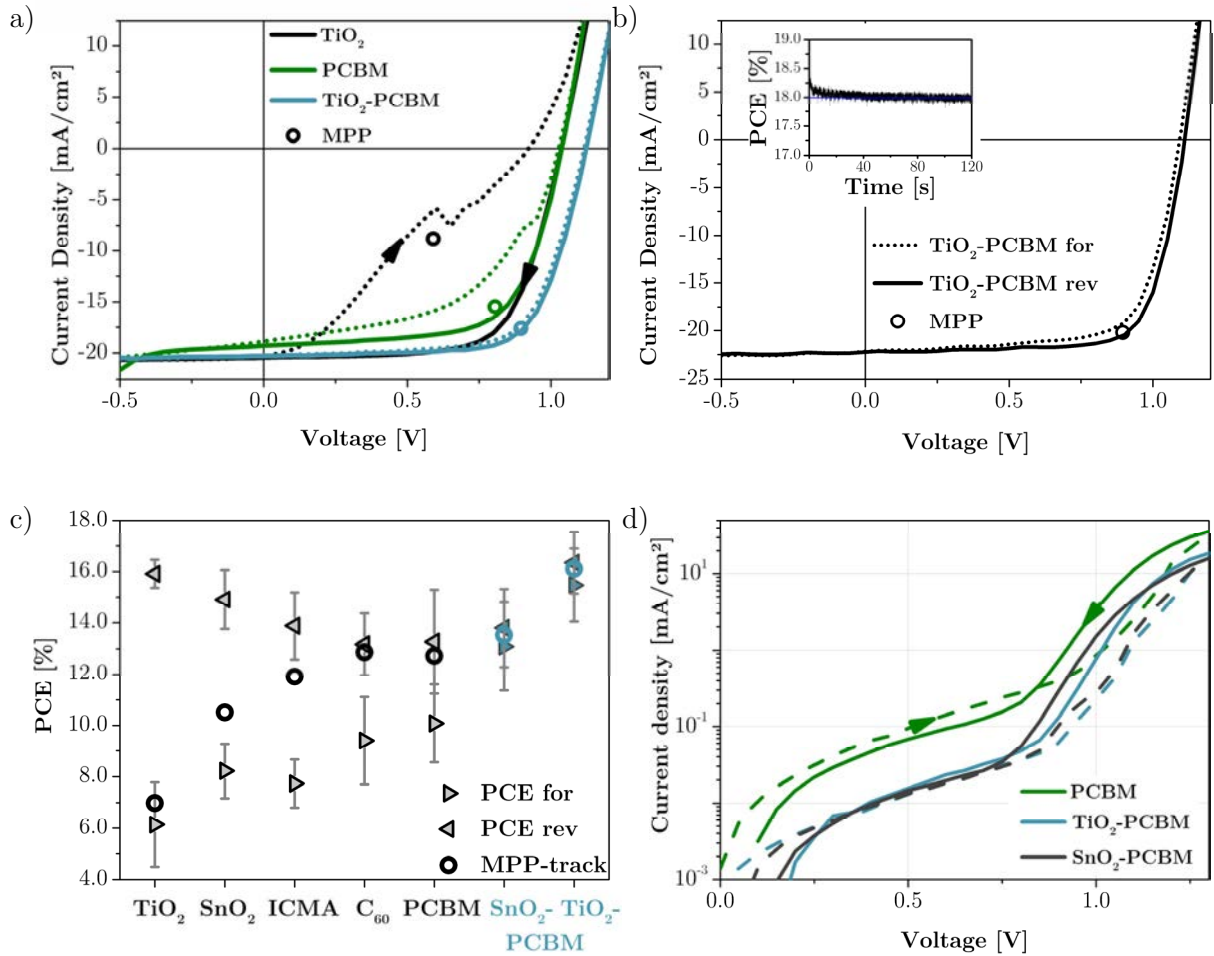 a)
10
5
0
-5
-10
-15
-20
Current Density [mA/cm²]
TiO₂
PCBM
TiO₂-PCBM
MPP
-0.5
0.0
0.5
1.0
Voltage [V]
b)
10
5
0
-5
-10
-15
-20
-25
Current Density [mA/cm²]
19.0
18.5
18.0
17.5
17.0
PCE [%]
0
40
80
120
Time [s]
TiO₂-PCBM for
TiO₂-PCBM rev
MPP
-0.5
0.0
0.5
1.0
Voltage [V]
c)
18.0
16.0
14.0
12.0
10.0
8.0
6.0
4.0
PCE [%]
PCE for
PCE rev
MPP-track
TiO₂ SnO₂ ICMA C₆₀ PCBM SnO₂- TiO₂-
PCBM
d)
10¹
10⁰
10⁻¹
10⁻²
10⁻³
Current density [mA/cm²]
PCBM
TiO₂-PCBM
SnO₂-PCBM
0.0
0.5
1.0
Voltage [V]